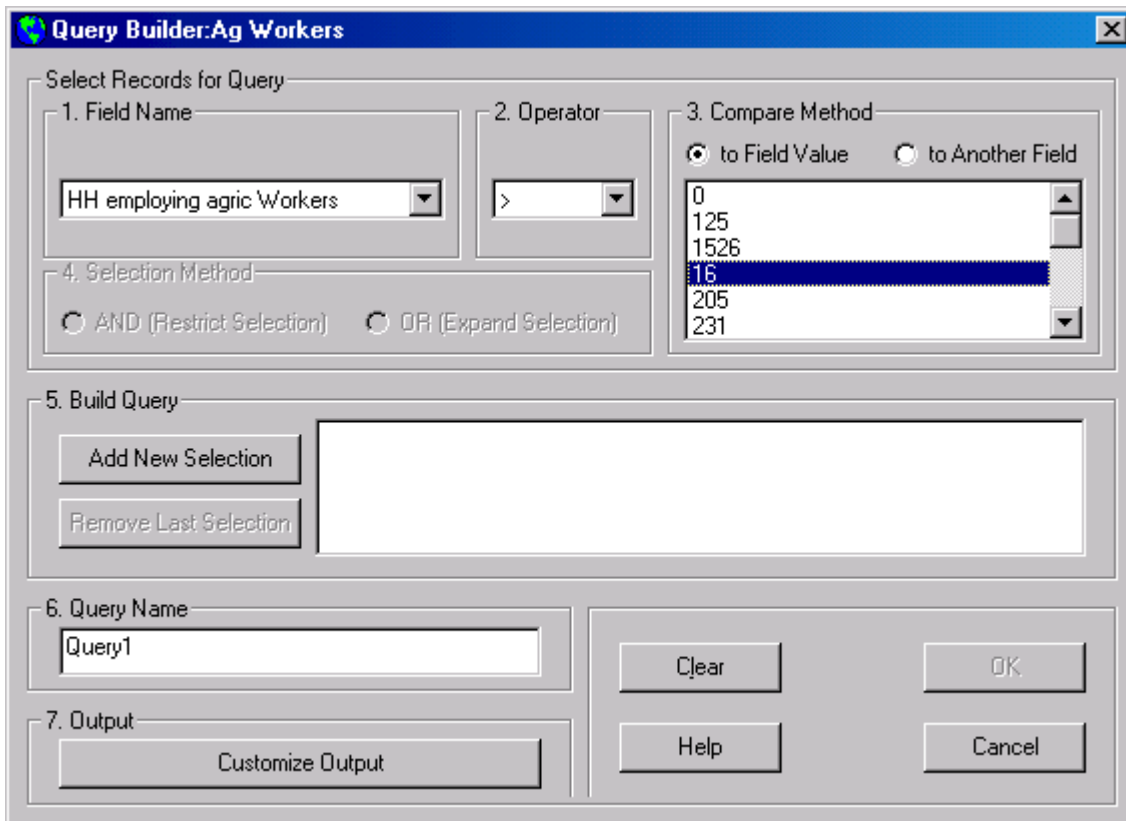 Query Builder:Ag Workers
Select Records for Query
1. Field Name
HH employing agric Workers
2. Operator
>
3. Compare Method
to Field Value
to Another Field
0
125
1526
16
205
231
4. Selection Method
AND (Restrict Selection)
OR (Expand Selection)
5. Build Query
Add New Selection
Remove Last Selection
6. Query Name
Query1
7. Output
Customize Output
Clear
OK
Help
Cancel